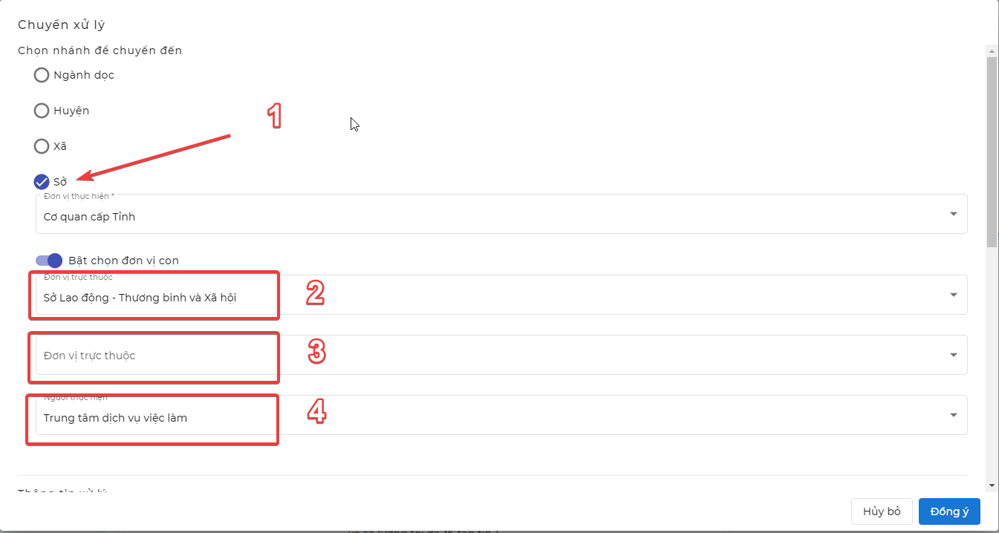 Chuyển xử lý
Chọn nhánh để chuyển đến
Ngành dọc
1
Huyện
Xã
Sở
Đơn vị thực hiện *
Cơ quan cấp Tỉnh
Bật chọn đơn vị con
Đơn vị trực thuộc
Sở Lao động - Thương binh và Xã hội
2
Đơn vị trực thuộc
3
Người thực hiện
Trung tâm dịch vụ việc làm
4
Thông tin xử lý
Hủy bỏ
Đồng ý